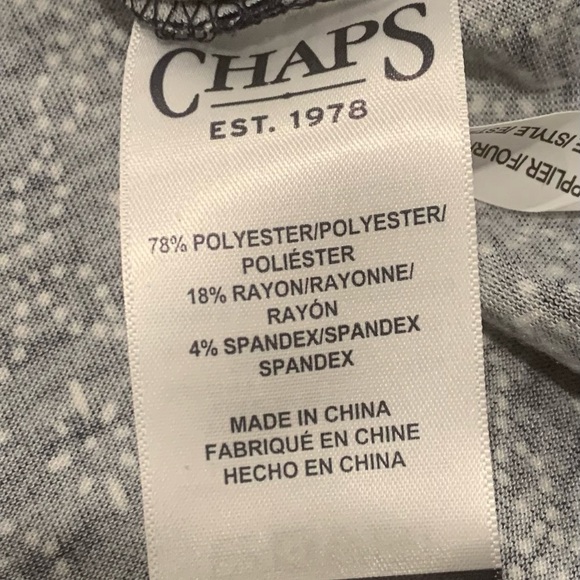 CHAPS
EST. 1978
78% POLYESTER/POLYESTER/
POLIÉSTER
18% RAYON/RAYONNE/
RAYÓN
4% SPANDEX/SPANDEX
SPANDEX
MADE IN CHINA
FABRIQUÉ EN CHINE
HECHO EN CHINA